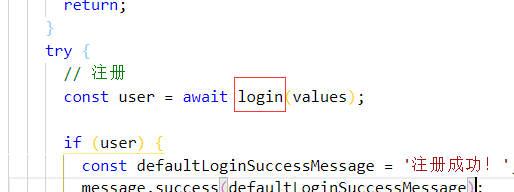 return;
}
try {
// 注册
const user = await login(values);
if (user) {
const defaultLoginSuccessMessage = '注册成功！'
message.success(defaultLoginSuccessMessage);